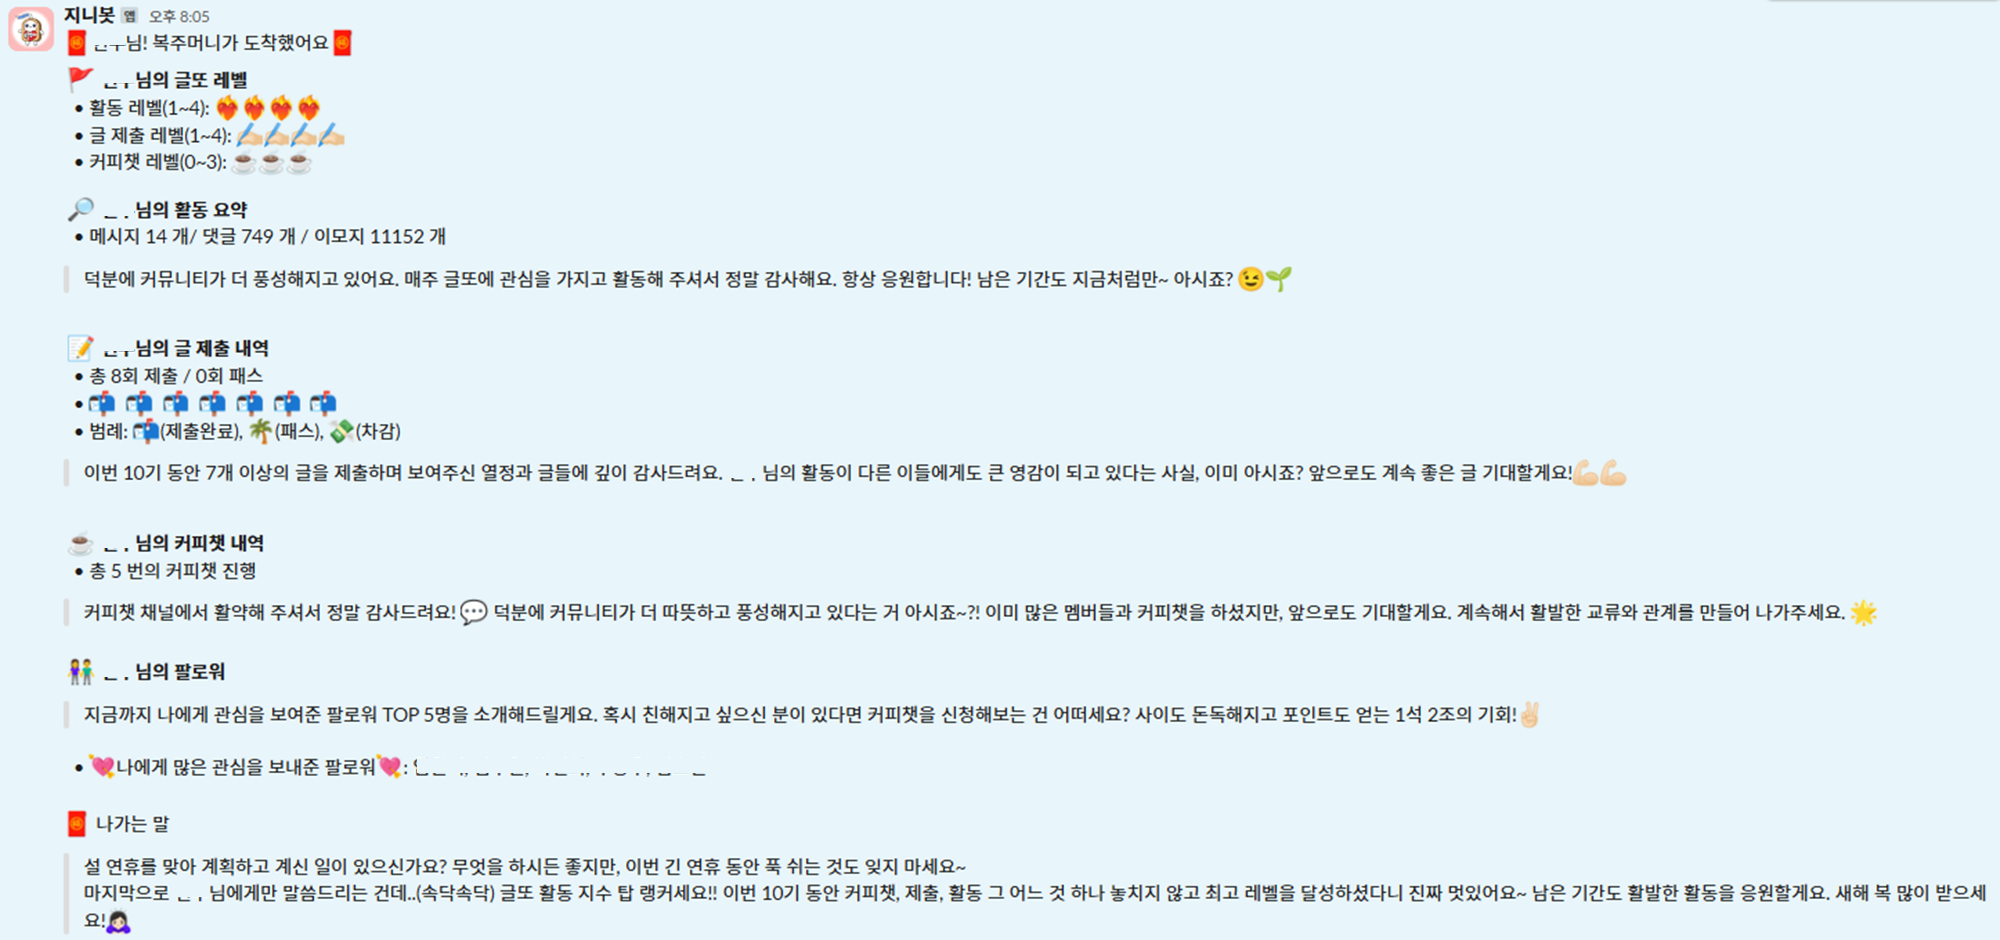 지니봇 앱 오후 8:05
님! 복주머니가 도착했어요
님의 글또 레벨
• 활동 레벨(1~4):
• 글 제출 레벨(1~4):
• 커피챗 레벨(0~3):
님의 활동 요약
• 메시지 14 개/ 댓글 749 개 / 이모지 11152 개
덕분에 커뮤니티가 더 풍성해지고 있어요. 매주 글또에 관심을 가지고 활동해 주셔서 정말 감사해요. 항상 응원합니다! 남은 기간도 지금처럼만~ 아시죠? 😉🌱
님의 글 제출 내역
• 총 8회 제출 / 0회 패스
• 📬 📬 📬 📬 📬 📬 📬
• 범례: 📬(제출완료), 🌴(패스), 💸(차감)
이번 10기 동안 7개 이상의 글을 제출하며 보여주신 열정과 글들에 깊이 감사드려요. 님의 활동이 다른 이들에게도 큰 영감이 되고 있다는 사실, 이미 아시죠? 앞으로도 계속 좋은 글 기대할게요!💪🏻💪🏻
님의 커피챗 내역
• 총 5 번의 커피챗 진행
커피챗 채널에서 활약해 주셔서 정말 감사드려요! 💬 덕분에 커뮤니티가 더 따뜻하고 풍성해지고 있다는 거 아시죠~?! 이미 많은 멤버들과 커피챗을 하셨지만, 앞으로도 기대할게요. 계속해서 활발한 교류와 관계를 만들어 나가주세요. 🌟
님의 팔로워
지금까지 나에게 관심을 보여준 팔로워 TOP 5명을 소개해드릴게요. 혹시 친해지고 싶으신 분이 있다면 커피챗을 신청해보는 건 어떠세요? 사이도 돈독해지고 포인트도 얻는 1석 2조의 기회!✌🏻
• 💘나에게 많은 관심을 보내준 팔로워💘:
🧧 나가는 말
설 연휴를 맞아 계획하고 계신 일이 있으신가요? 무엇을 하시든 좋지만, 이번 긴 연휴 동안 푹 쉬는 것도 잊지 마세요~
마지막으로 님에게만 말씀드리는 건데..(속닥속닥) 글또 활동 지수 탑 랭커세요!! 이번 10기 동안 커피챗, 제출, 활동 그 어느 것 하나 놓치지 않고 최고 레벨을 달성하셨다니 진짜 멋있어요~ 남은 기간도 활발한 활동을 응원할게요. 새해 복 많이 받으세
요!🙇🏻‍♀️